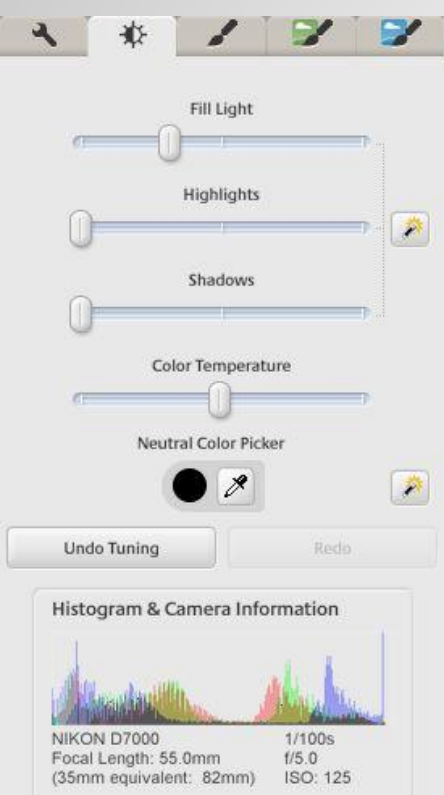 Fill Light
Highlights
Shadows
Color Temperature
Neutral Color Picker
Undo Tuning Redo
Histogram & Camera Information
NIKON D7000 1/100s
Focal Length: 55.0mm f/5.0
(35mm equivalent: 82mm) ISO: 125